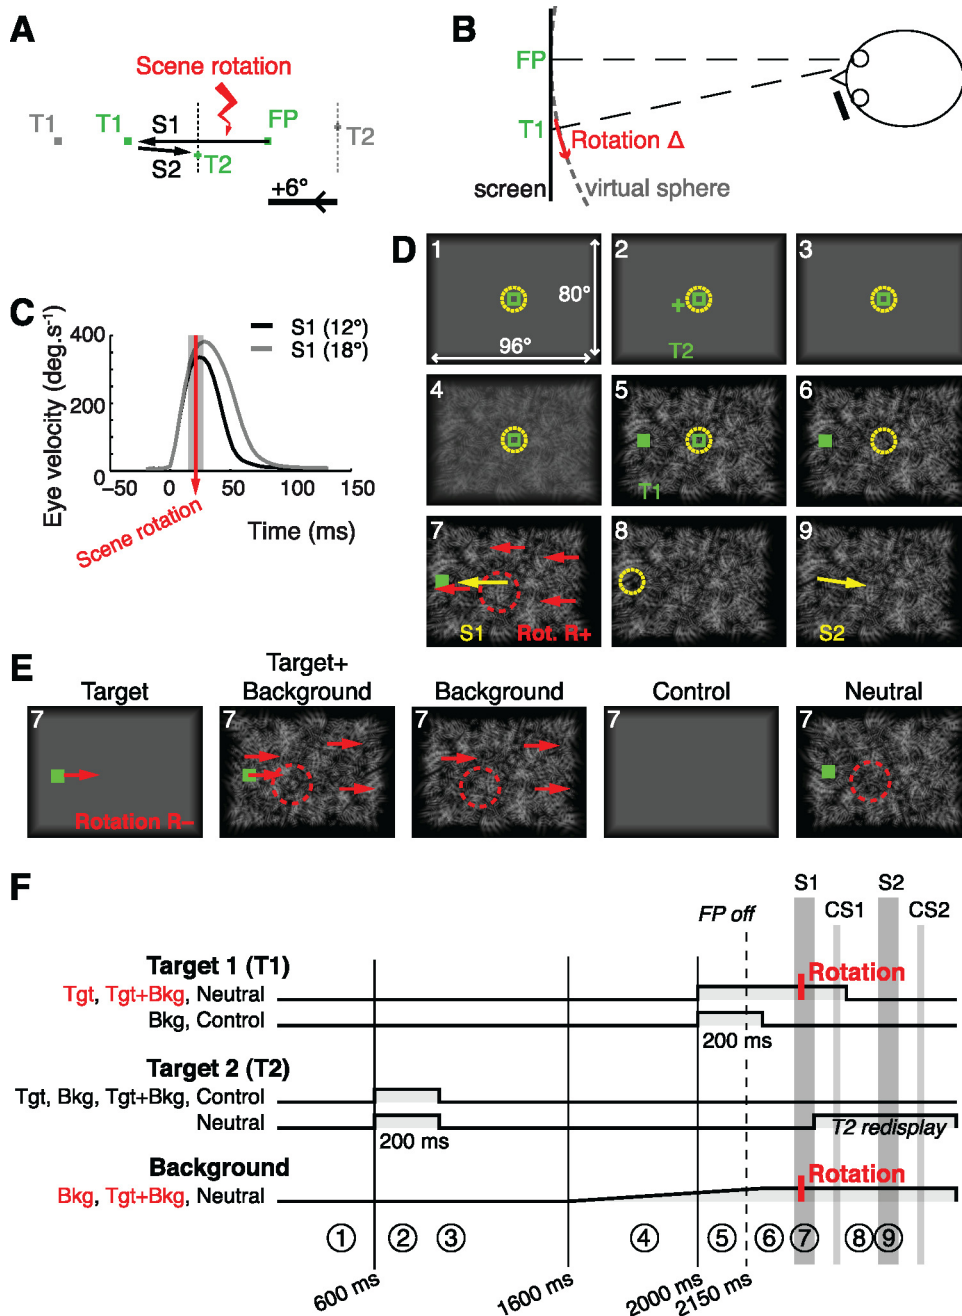 A
Scene rotation
T1
T1
S1
FP
T2
S2
T2
+6°
B
FP
T1
Rotation Δ
screen
virtual sphere
C
Eye velocity (deg.s⁻¹)
400
200
0
−50
0
50
100
150
Time (ms)
S1 (12°)
S1 (18°)
Scene rotation
D
1
80°
96°
2
T2
3
4
5
T1
6
7
S1
Rot. R+
8
9
S2
E
Target
Target+
Background
Background
Control
Neutral
7
Rotation R−
7
7
7
7
F
S1
S2
FP off
CS1
CS2
Target 1 (T1)
Rotation
Tgt, Tgt+Bkg, Neutral
Bkg, Control
200 ms
Target 2 (T2)
Tgt, Bkg, Tgt+Bkg, Control
Neutral
200 ms
T2 redisplay
Background
Rotation
Bkg, Tgt+Bkg, Neutral
1 2 3 4 5 6 7 8 9
600 ms
1600 ms
2000 ms
2150 ms